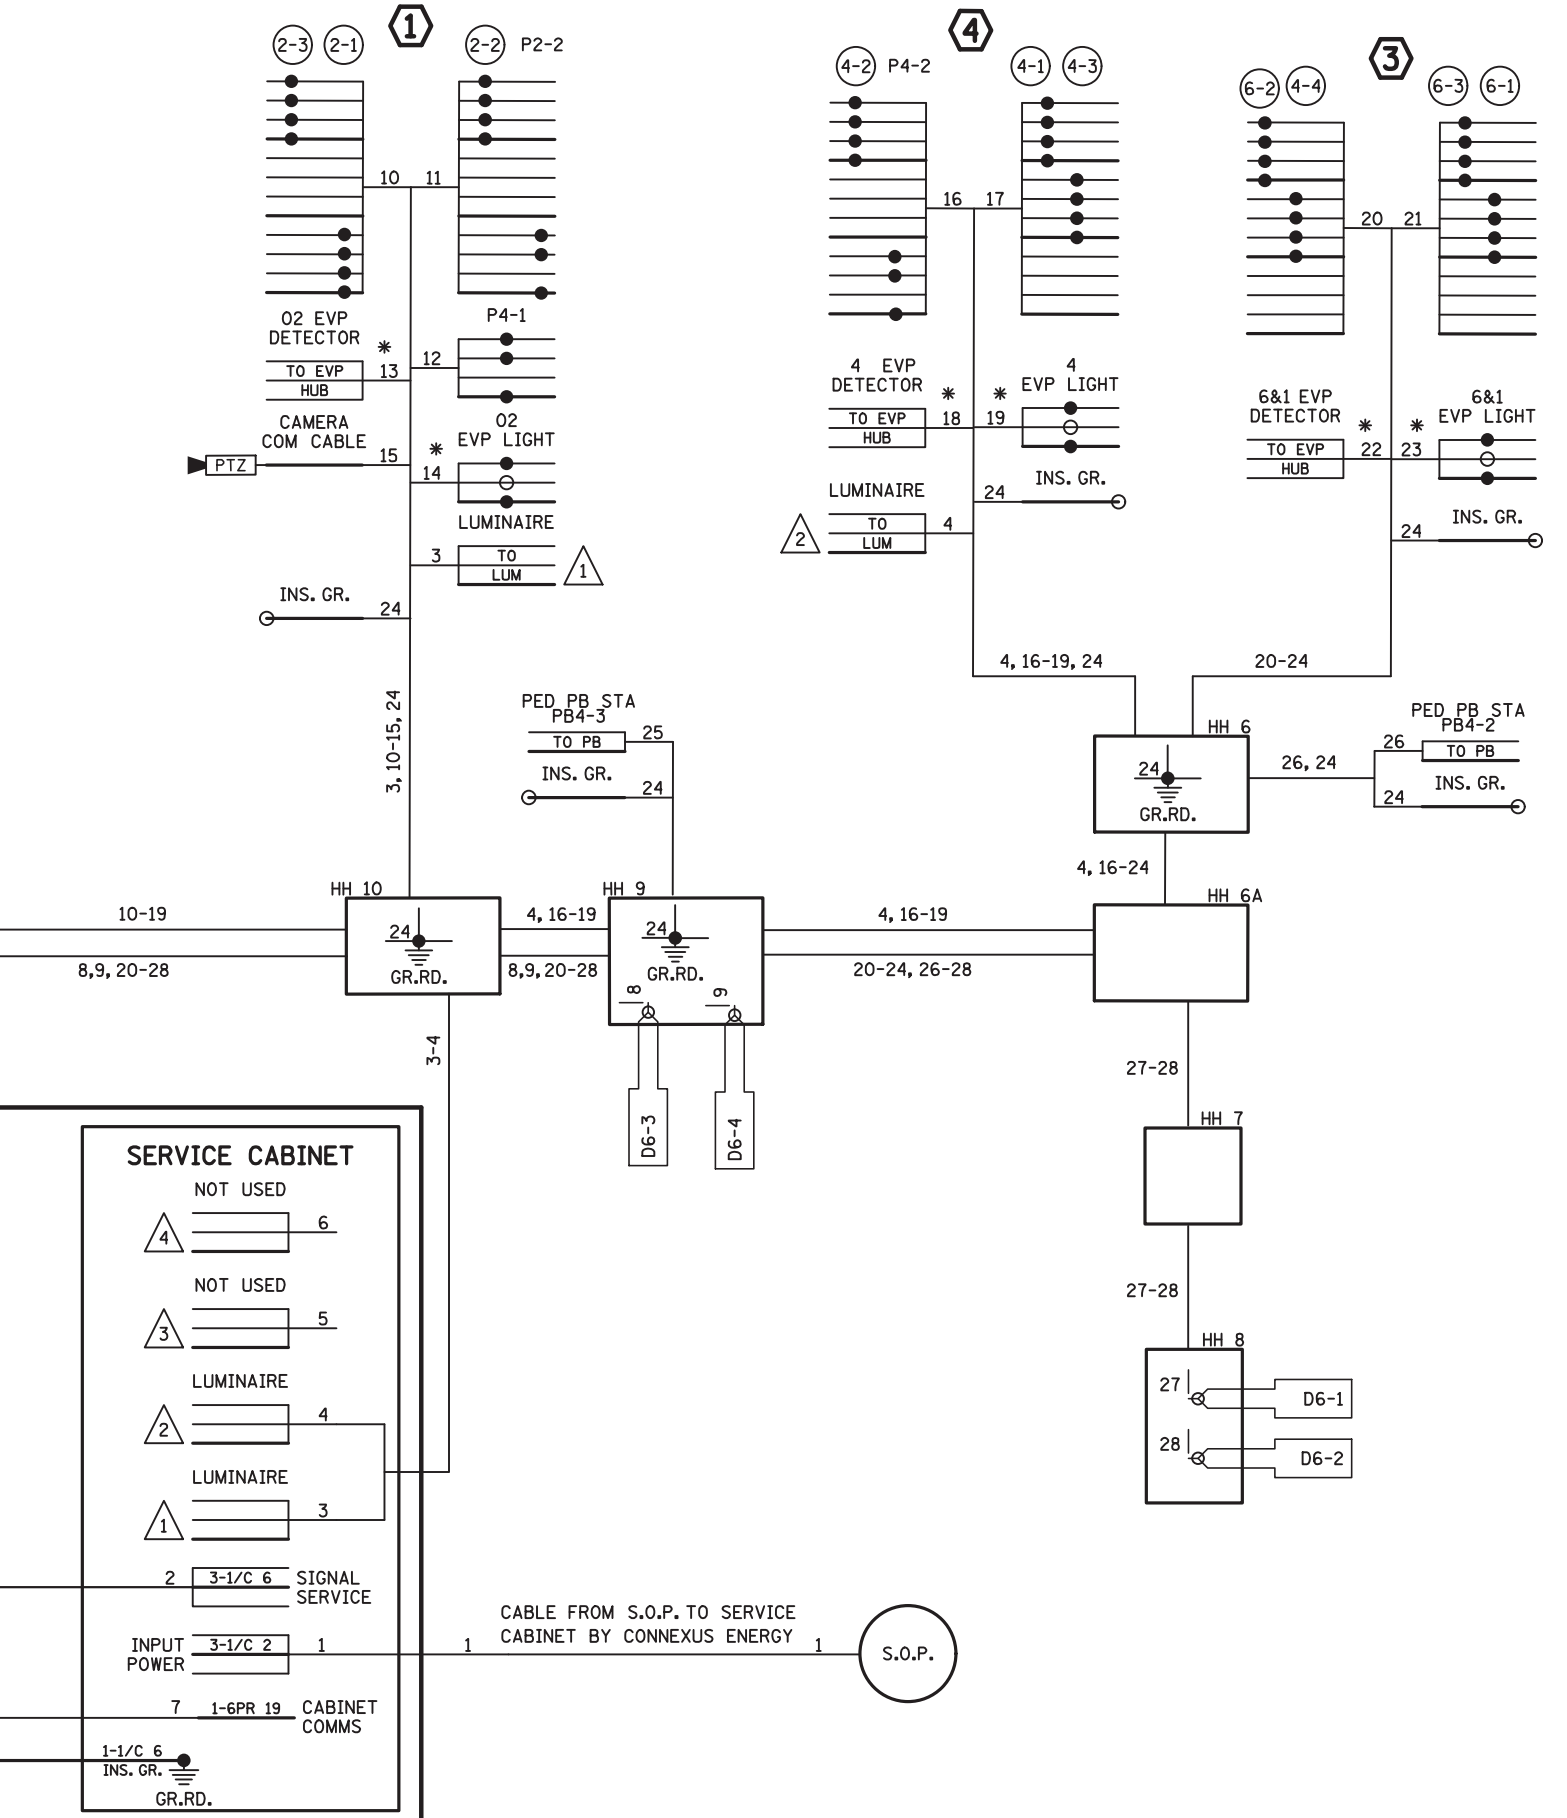 1
2-3 2-1
2-2 P2-2
10 11
O2 EVP
DETECTOR
*
TO EVP
HUB
13
P4-1
12
CAMERA
COM CABLE
PTZ
15
O2
EVP LIGHT
*
14
LUMINAIRE
3
TO
LUM
1
INS. GR.
24
3, 10-15, 24
4
4-2 P4-2
4-1 4-3
16 17
4 EVP
DETECTOR
*
TO EVP
HUB
18
4
EVP LIGHT
*
19
INS. GR.
24
LUMINAIRE
2
TO
LUM
4
4, 16-19, 24
3
6-2 4-4
6-3 6-1
20 21
6&1 EVP
DETECTOR
*
TO EVP
HUB
22
6&1
EVP LIGHT
*
23
INS. GR.
24
20-24
PED PB STA
PB4-3
TO PB
25
INS. GR.
24
HH 6
24
GR.RD.
26, 24
PED PB STA
PB4-2
26
TO PB
INS. GR.
24
4, 16-24
10-19
8,9, 20-28
HH 10
24
GR.RD.
4, 16-19
8,9, 20-28
HH 9
24
GR.RD.
8
9
D6-3
D6-4
4, 16-19
20-24, 26-28
HH 6A
3-4
27-28
HH 7
27-28
HH 8
27
D6-1
28
D6-2
SERVICE CABINET
NOT USED
4
6
NOT USED
3
5
LUMINAIRE
2
4
LUMINAIRE
1
3
2
3-1/C 6
SIGNAL
SERVICE
INPUT
POWER
3-1/C 2
1
1
CABLE FROM S.O.P. TO SERVICE
CABINET BY CONNEXUS ENERGY
1
S.O.P.
7
1-6PR 19
CABINET
COMMS
1-1/C 6
INS. GR.
GR.RD.